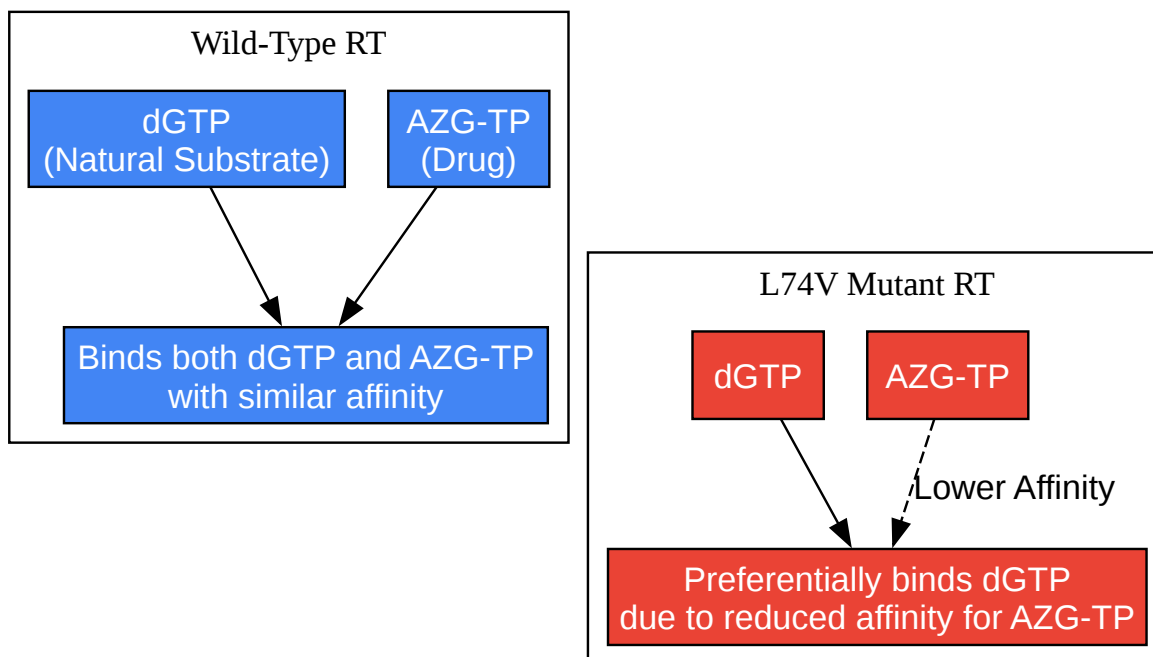 Wild-Type RT
dGTP
(Natural Substrate)
AZG-TP
(Drug)
Binds both dGTP and AZG-TP
with similar affinity
L74V Mutant RT
dGTP
AZG-TP
Lower Affinity
Preferentially binds dGTP
due to reduced affinity for AZG-TP